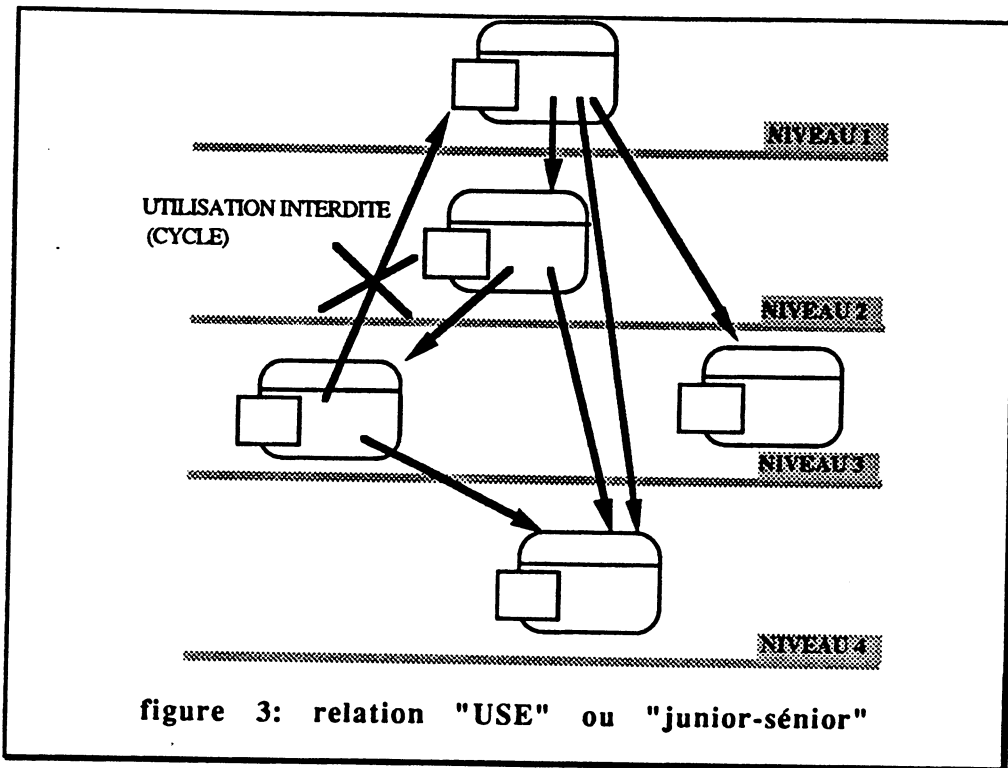 NIVEAU 1
UTILISATION INTERDITE
(CYCLE)
NIVEAU 2
NIVEAU 3
NIVEAU 4
figure 3: relation "USE" ou "junior-sénior"